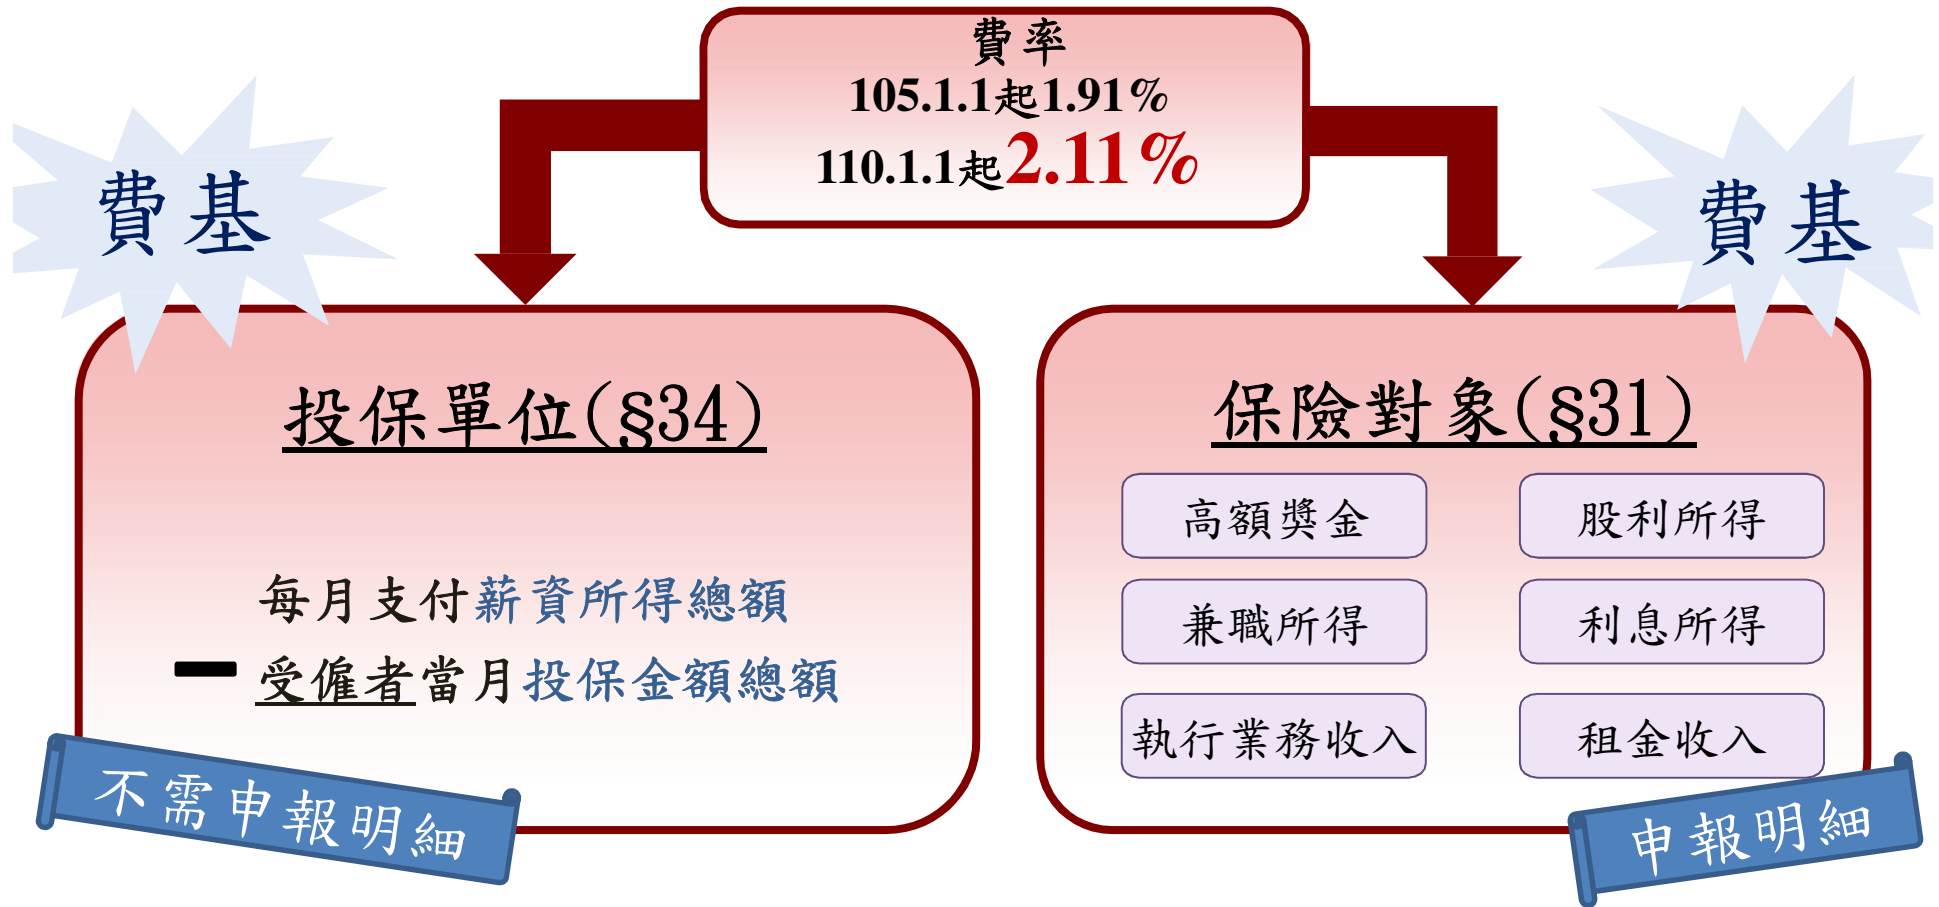 費率
105.1.1起1.91%
110.1.1起2.11%
費基
費基
投保單位(§34)
每月支付薪資所得總額
━ 受僱者當月投保金額總額
不需申報明細
保險對象(§31)
高額獎金
股利所得
兼職所得
利息所得
執行業務收入
租金收入
申報明細